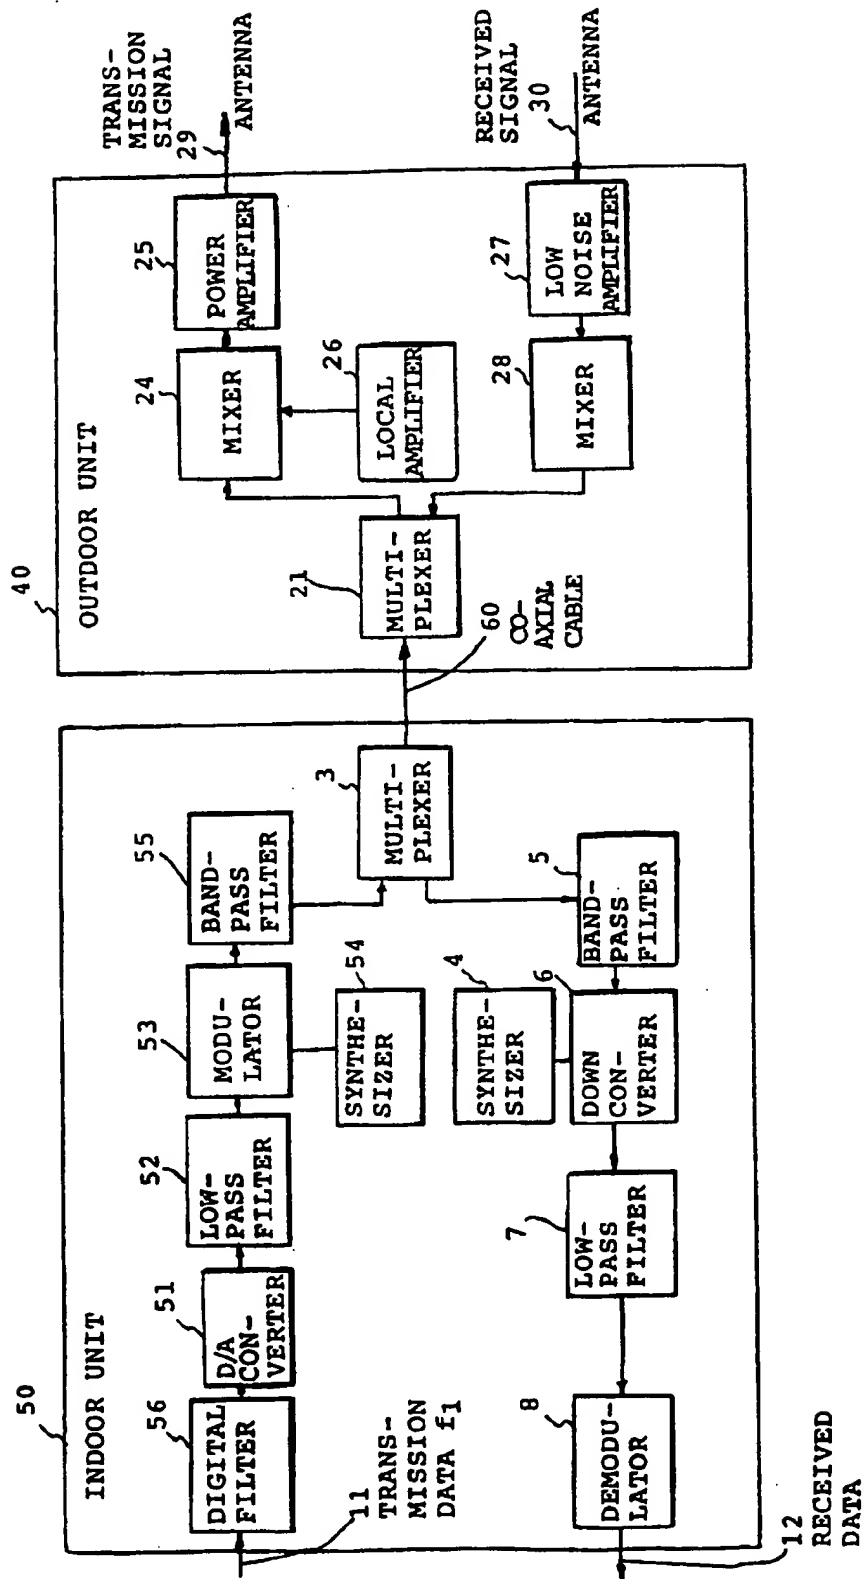 50
INDOOR UNIT
56
DIGITAL
FILTER
51
D/A
CON-
VERTER
52
LOW-
PASS
FILTER
53
MODU-
LATOR
55
BAND-
PASS
FILTER
54
SYNTHE-
SIZER
3
MULTI-
PLEXER
4
SYNTHE-
SIZER
5
BAND-
PASS
FILTER
6
DOWN
CON-
VERTER
7
LOW-
PASS
FILTER
8
DEMODU-
LATOR
11
TRANS-
MISSION
DATA f1
12
RECEIVED
DATA
40
OUTDOOR UNIT
60
CO-
AXIAL
CABLE
21
MULTI-
PLEXER
24
MIXER
25
POWER
AMPLIFIER
26
LOCAL
AMPLIFIER
28
MIXER
27
LOW
NOISE
AMPLIFIER
TRANS-
MISSION
SIGNAL
29
ANTENNA
RECEIVED
SIGNAL
30
ANTENNA